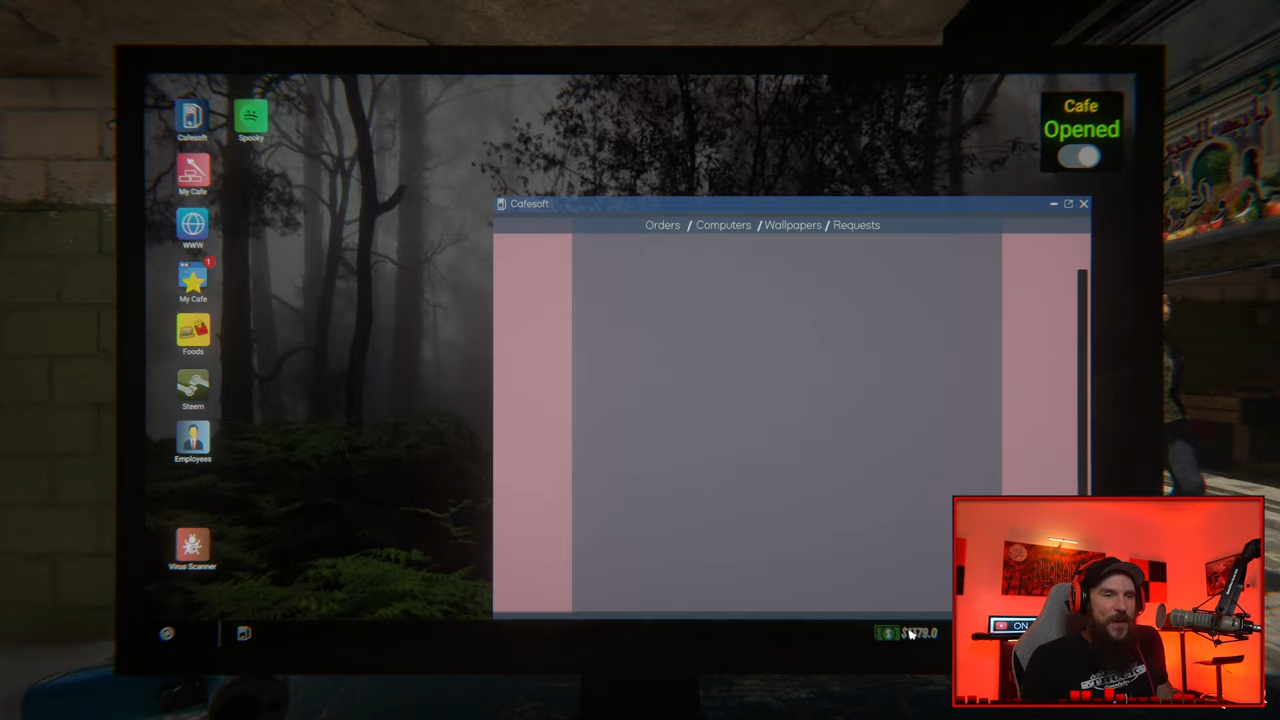 Cafesoft
Spooky
My Cafe
WWW
1
My Cafe
Foods
Steem
Employees
Virus Scanner
Cafe
Opened
Cafesoft
Orders / Computers / Wallpapers / Requests
ON